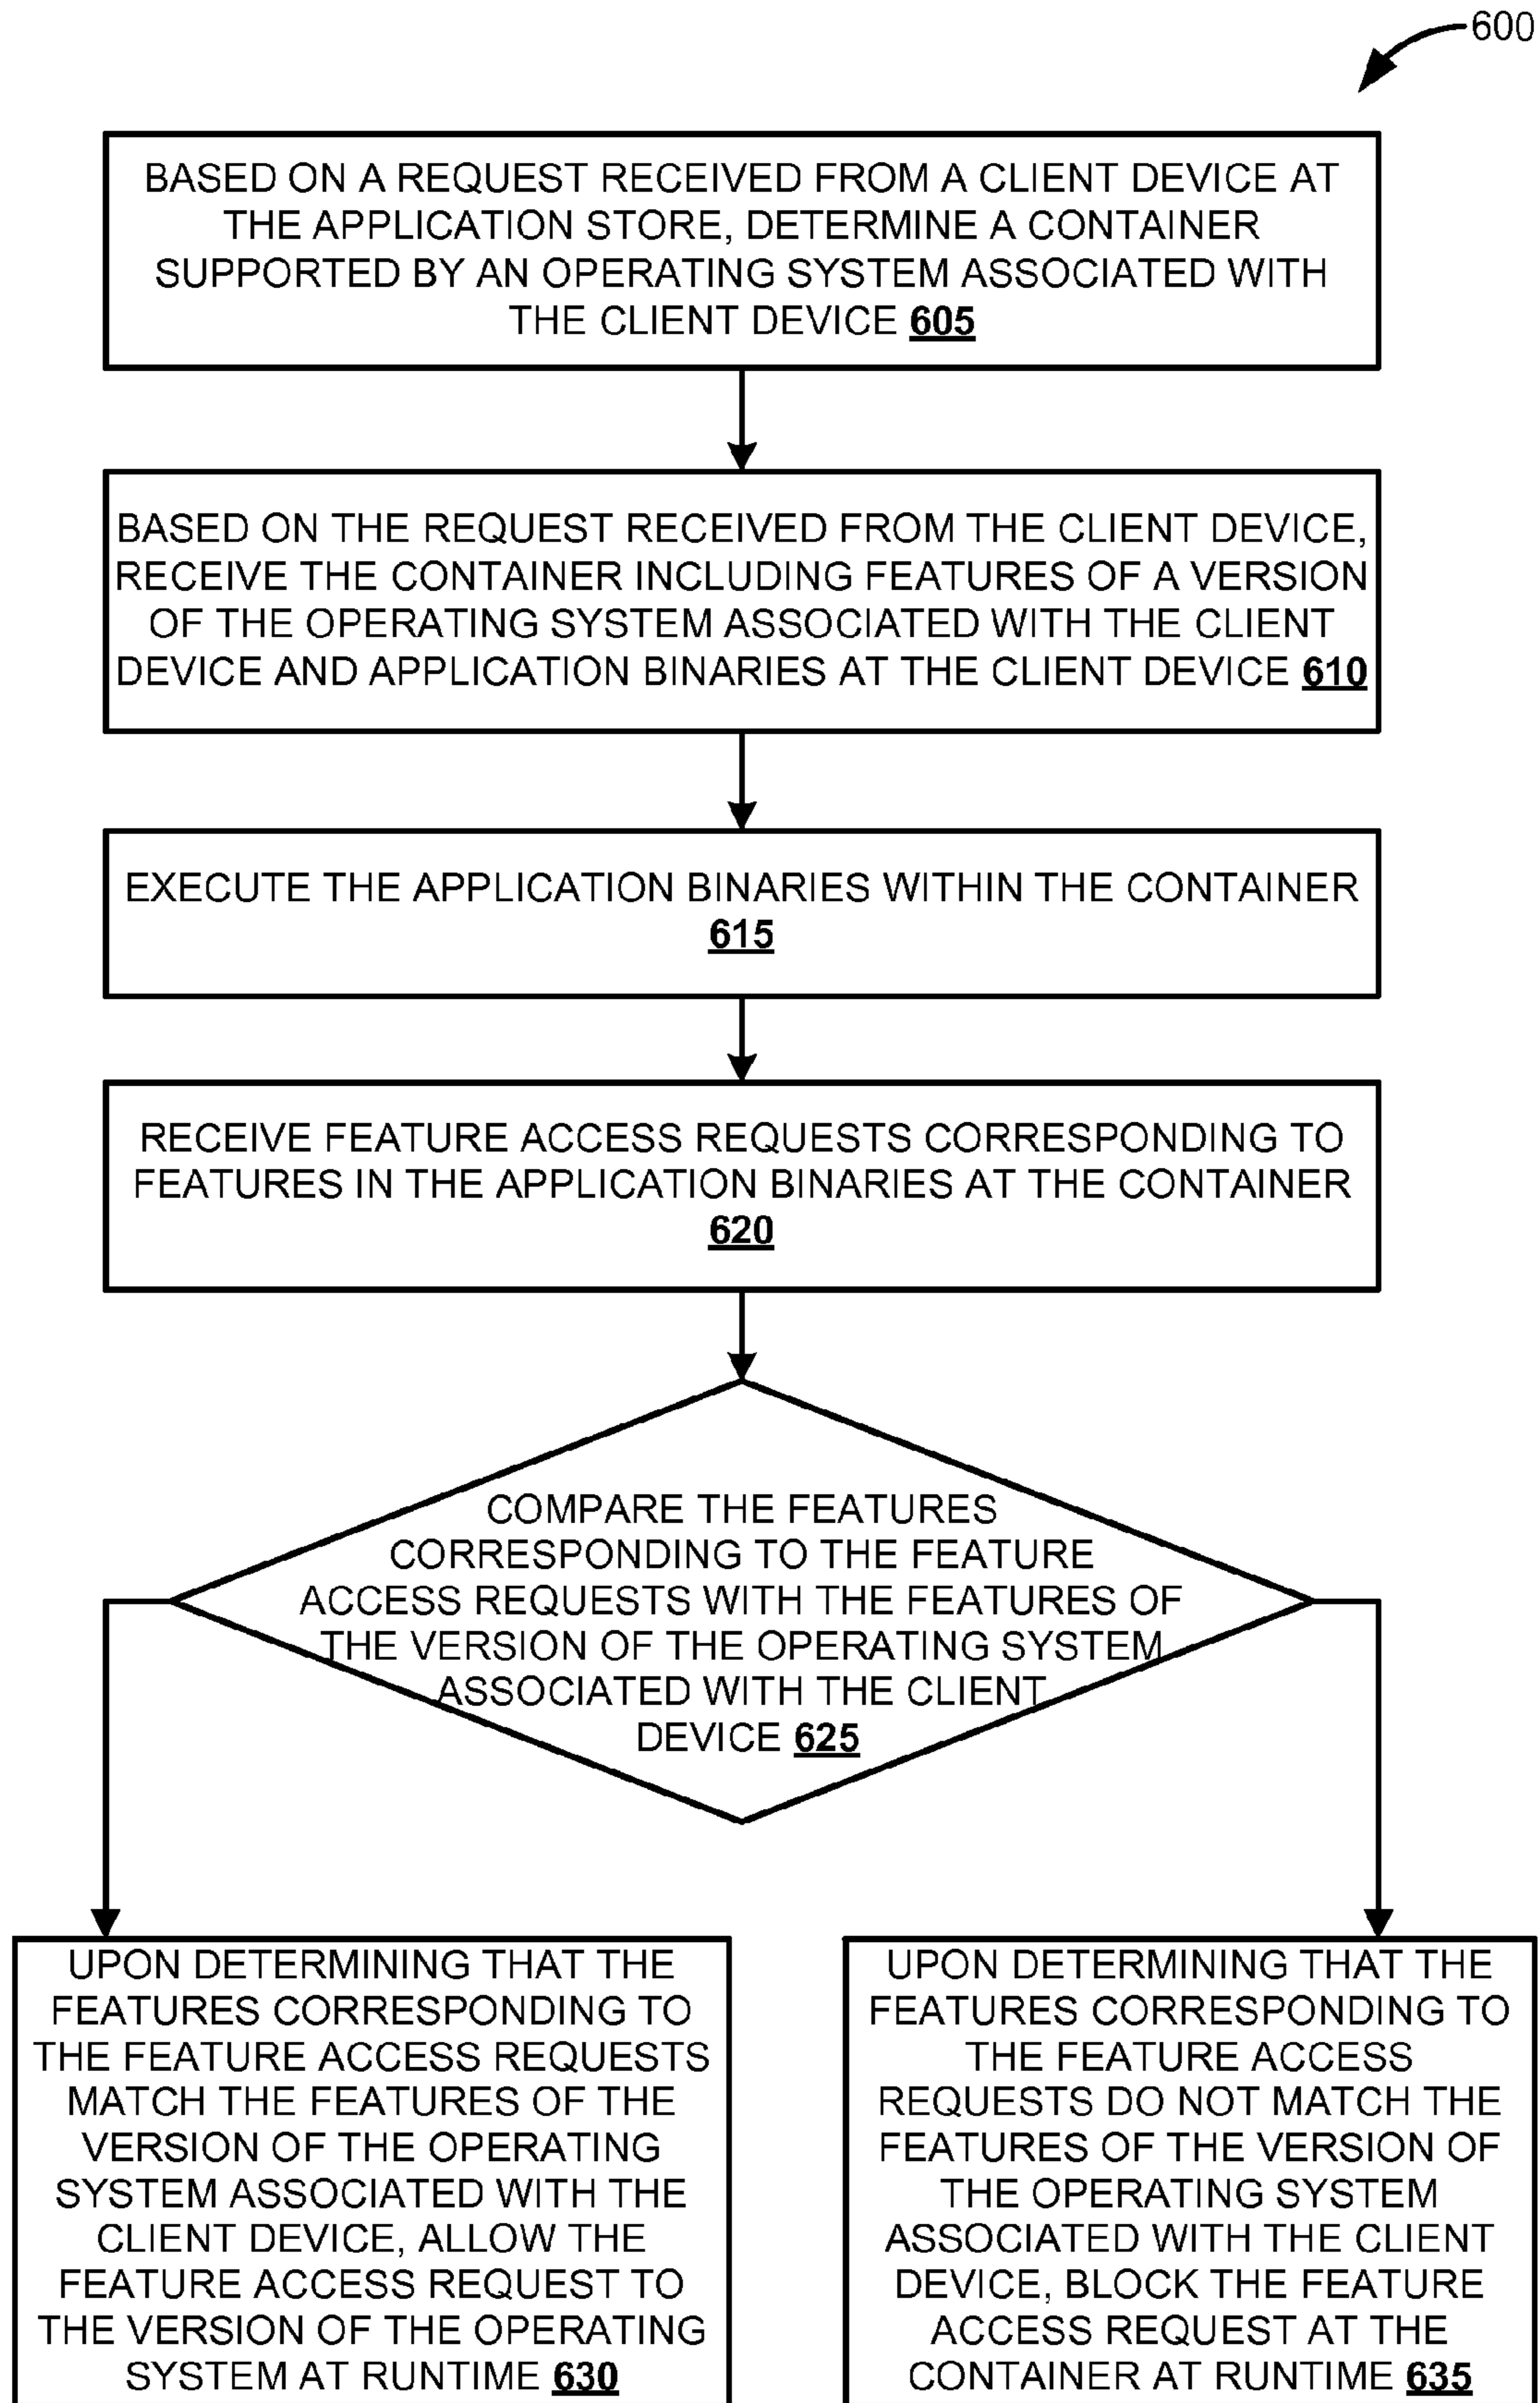 600
BASED ON A REQUEST RECEIVED FROM A CLIENT DEVICE AT
THE APPLICATION STORE, DETERMINE A CONTAINER
SUPPORTED BY AN OPERATING SYSTEM ASSOCIATED WITH
THE CLIENT DEVICE 605
BASED ON THE REQUEST RECEIVED FROM THE CLIENT DEVICE,
RECEIVE THE CONTAINER INCLUDING FEATURES OF A VERSION
OF THE OPERATING SYSTEM ASSOCIATED WITH THE CLIENT
DEVICE AND APPLICATION BINARIES AT THE CLIENT DEVICE 610
EXECUTE THE APPLICATION BINARIES WITHIN THE CONTAINER
615
RECEIVE FEATURE ACCESS REQUESTS CORRESPONDING TO
FEATURES IN THE APPLICATION BINARIES AT THE CONTAINER
620
COMPARE THE FEATURES
CORRESPONDING TO THE FEATURE
ACCESS REQUESTS WITH THE FEATURES OF
THE VERSION OF THE OPERATING SYSTEM
ASSOCIATED WITH THE CLIENT
DEVICE 625
UPON DETERMINING THAT THE
FEATURES CORRESPONDING TO
THE FEATURE ACCESS REQUESTS
MATCH THE FEATURES OF THE
VERSION OF THE OPERATING
SYSTEM ASSOCIATED WITH THE
CLIENT DEVICE, ALLOW THE
FEATURE ACCESS REQUEST TO
THE VERSION OF THE OPERATING
SYSTEM AT RUNTIME 630
UPON DETERMINING THAT THE
FEATURES CORRESPONDING TO
THE FEATURE ACCESS
REQUESTS DO NOT MATCH THE
FEATURES OF THE VERSION OF
THE OPERATING SYSTEM
ASSOCIATED WITH THE CLIENT
DEVICE, BLOCK THE FEATURE
ACCESS REQUEST AT THE
CONTAINER AT RUNTIME 635